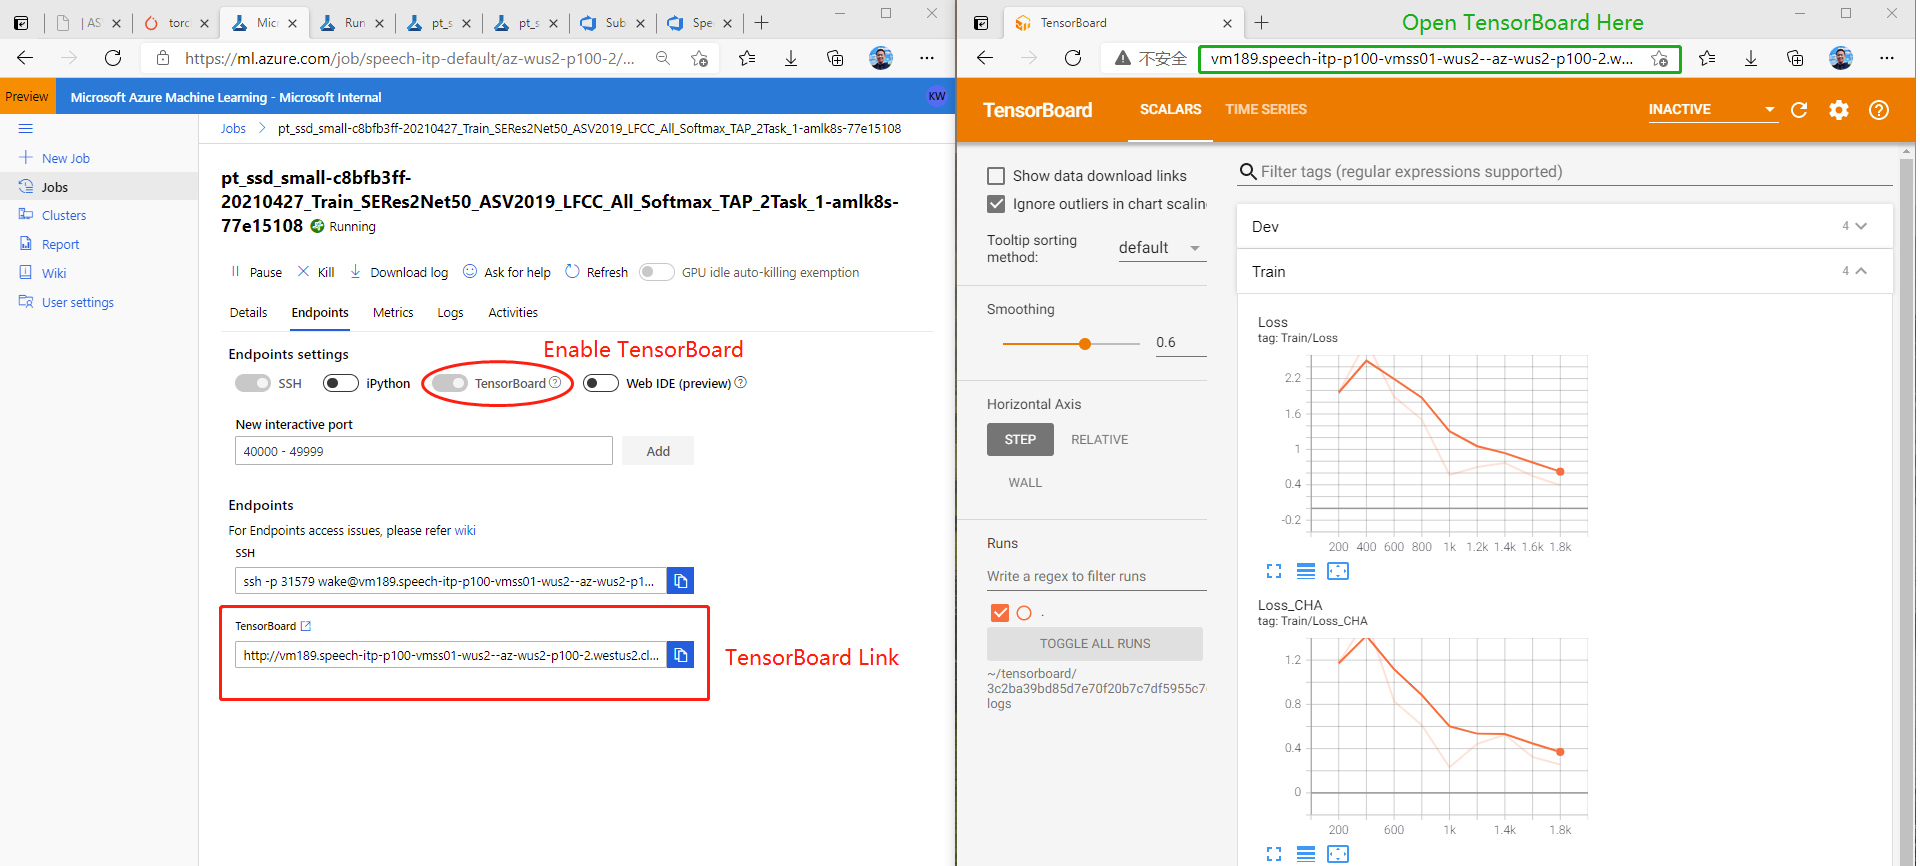 | AS
torc
Micr
Run
pt_s
pt_s
Sub
Spe
https://ml.azure.com/job/speech-itp-default/az-wus2-p100-2/...
Preview
Microsoft Azure Machine Learning - Microsoft Internal
KW
New Job
Jobs
Clusters
Report
Wiki
User settings
Jobs > pt_ssd_small-c8bfb3ff-20210427_Train_SERes2Net50_ASV2019_LFCC_All_Softmax_TAP_2Task_1-amlk8s-77e15108
pt_ssd_small-c8bfb3ff-
20210427_Train_SERes2Net50_ASV2019_LFCC_All_Softmax_TAP_2Task_1-amlk8s-
77e15108 Running
Pause Kill Download log Ask for help Refresh GPU idle auto-killing exemption
Details Endpoints Metrics Logs Activities
Enable TensorBoard
Endpoints settings
SSH iPython TensorBoard Web IDE (preview)
New interactive port
40000 - 49999
Add
Endpoints
For Endpoints access issues, please refer wiki
SSH
ssh -p 31579 wake@vm189.speech-itp-p100-vmss01-wus2--az-wus2-p1...
TensorBoard
http://vm189.speech-itp-p100-vmss01-wus2--az-wus2-p100-2.westus2.cl...
TensorBoard Link
TensorBoard
Open TensorBoard Here
不安全 vm189.speech-itp-p100-vmss01-wus2--az-wus2-p100-2.w...
TensorBoard SCALARS TIME SERIES INACTIVE
Show data download links
Ignore outliers in chart scalin
Tooltip sorting
method:
default
Smoothing
0.6
Horizontal Axis
STEP RELATIVE
WALL
Runs
Write a regex to filter runs
.
TOGGLE ALL RUNS
~/tensorboard/
3c2ba39bd85d7e70f20b7c7df5955c7
logs
Filter tags (regular expressions supported)
Dev 4
Train 4
Loss
tag: Train/Loss
2.2
1.6
1
0.4
-0.2
200 400 600 800 1k 1.2k 1.4k 1.6k 1.8k
Loss_CHA
tag: Train/Loss_CHA
1.2
0.8
0.4
0
200 600 1k 1.4k 1.8k